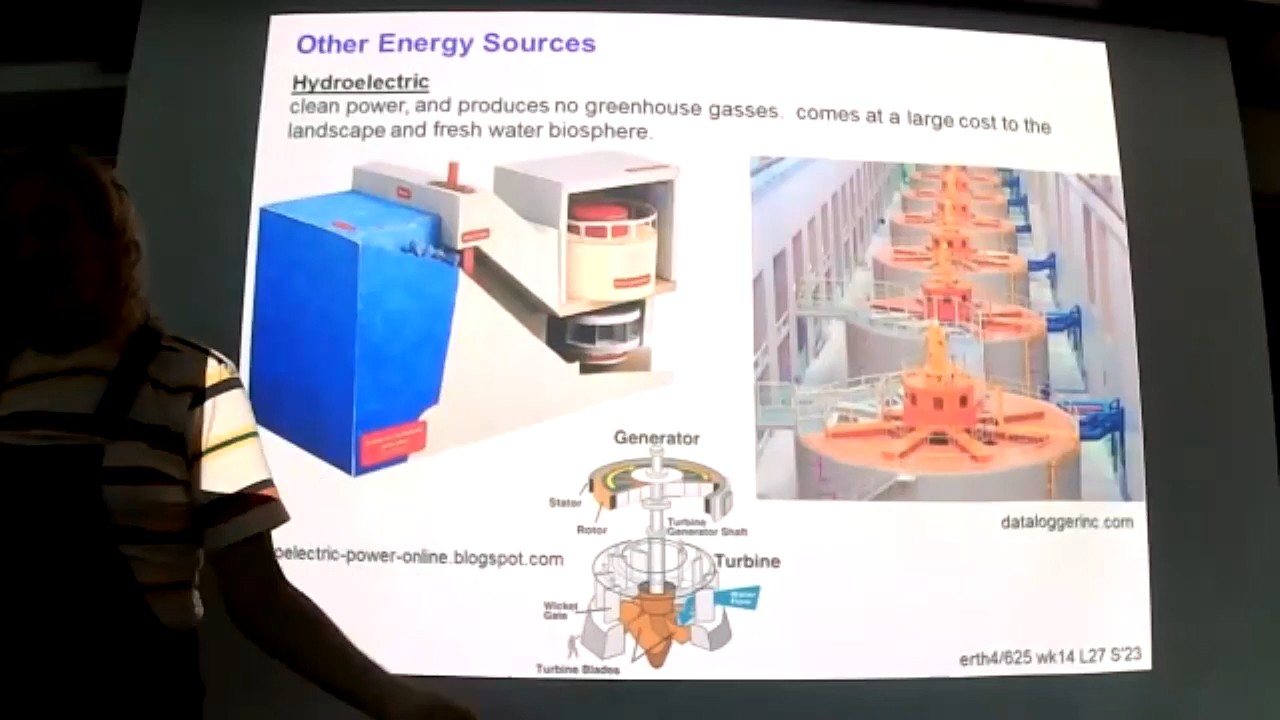 Other Energy Sources
Hydroelectric
clean power, and produces no greenhouse gasses. comes at a large cost to the
landscape and fresh water biosphere.
Generator
Stator
Rotor
Turbine
Generator Shaft
dataloggerinc.com
oelectric-power-online.blogspot.com
Turbine
Water
Flow
Wicket
Gate
Turbine Blades
erth4/625 wk14 L27 S'23